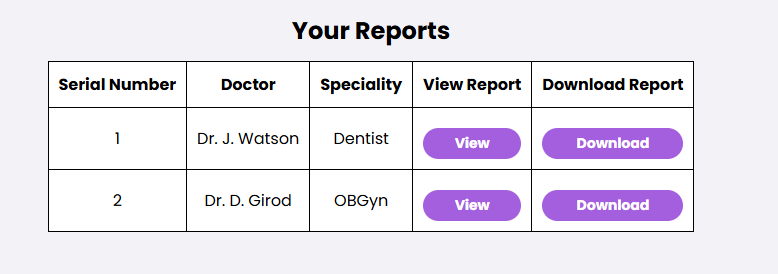 Your Reports
Serial Number Doctor Speciality View Report Download Report
1 Dr. J. Watson Dentist View Download
2 Dr. D. Girod OBGyn View Download